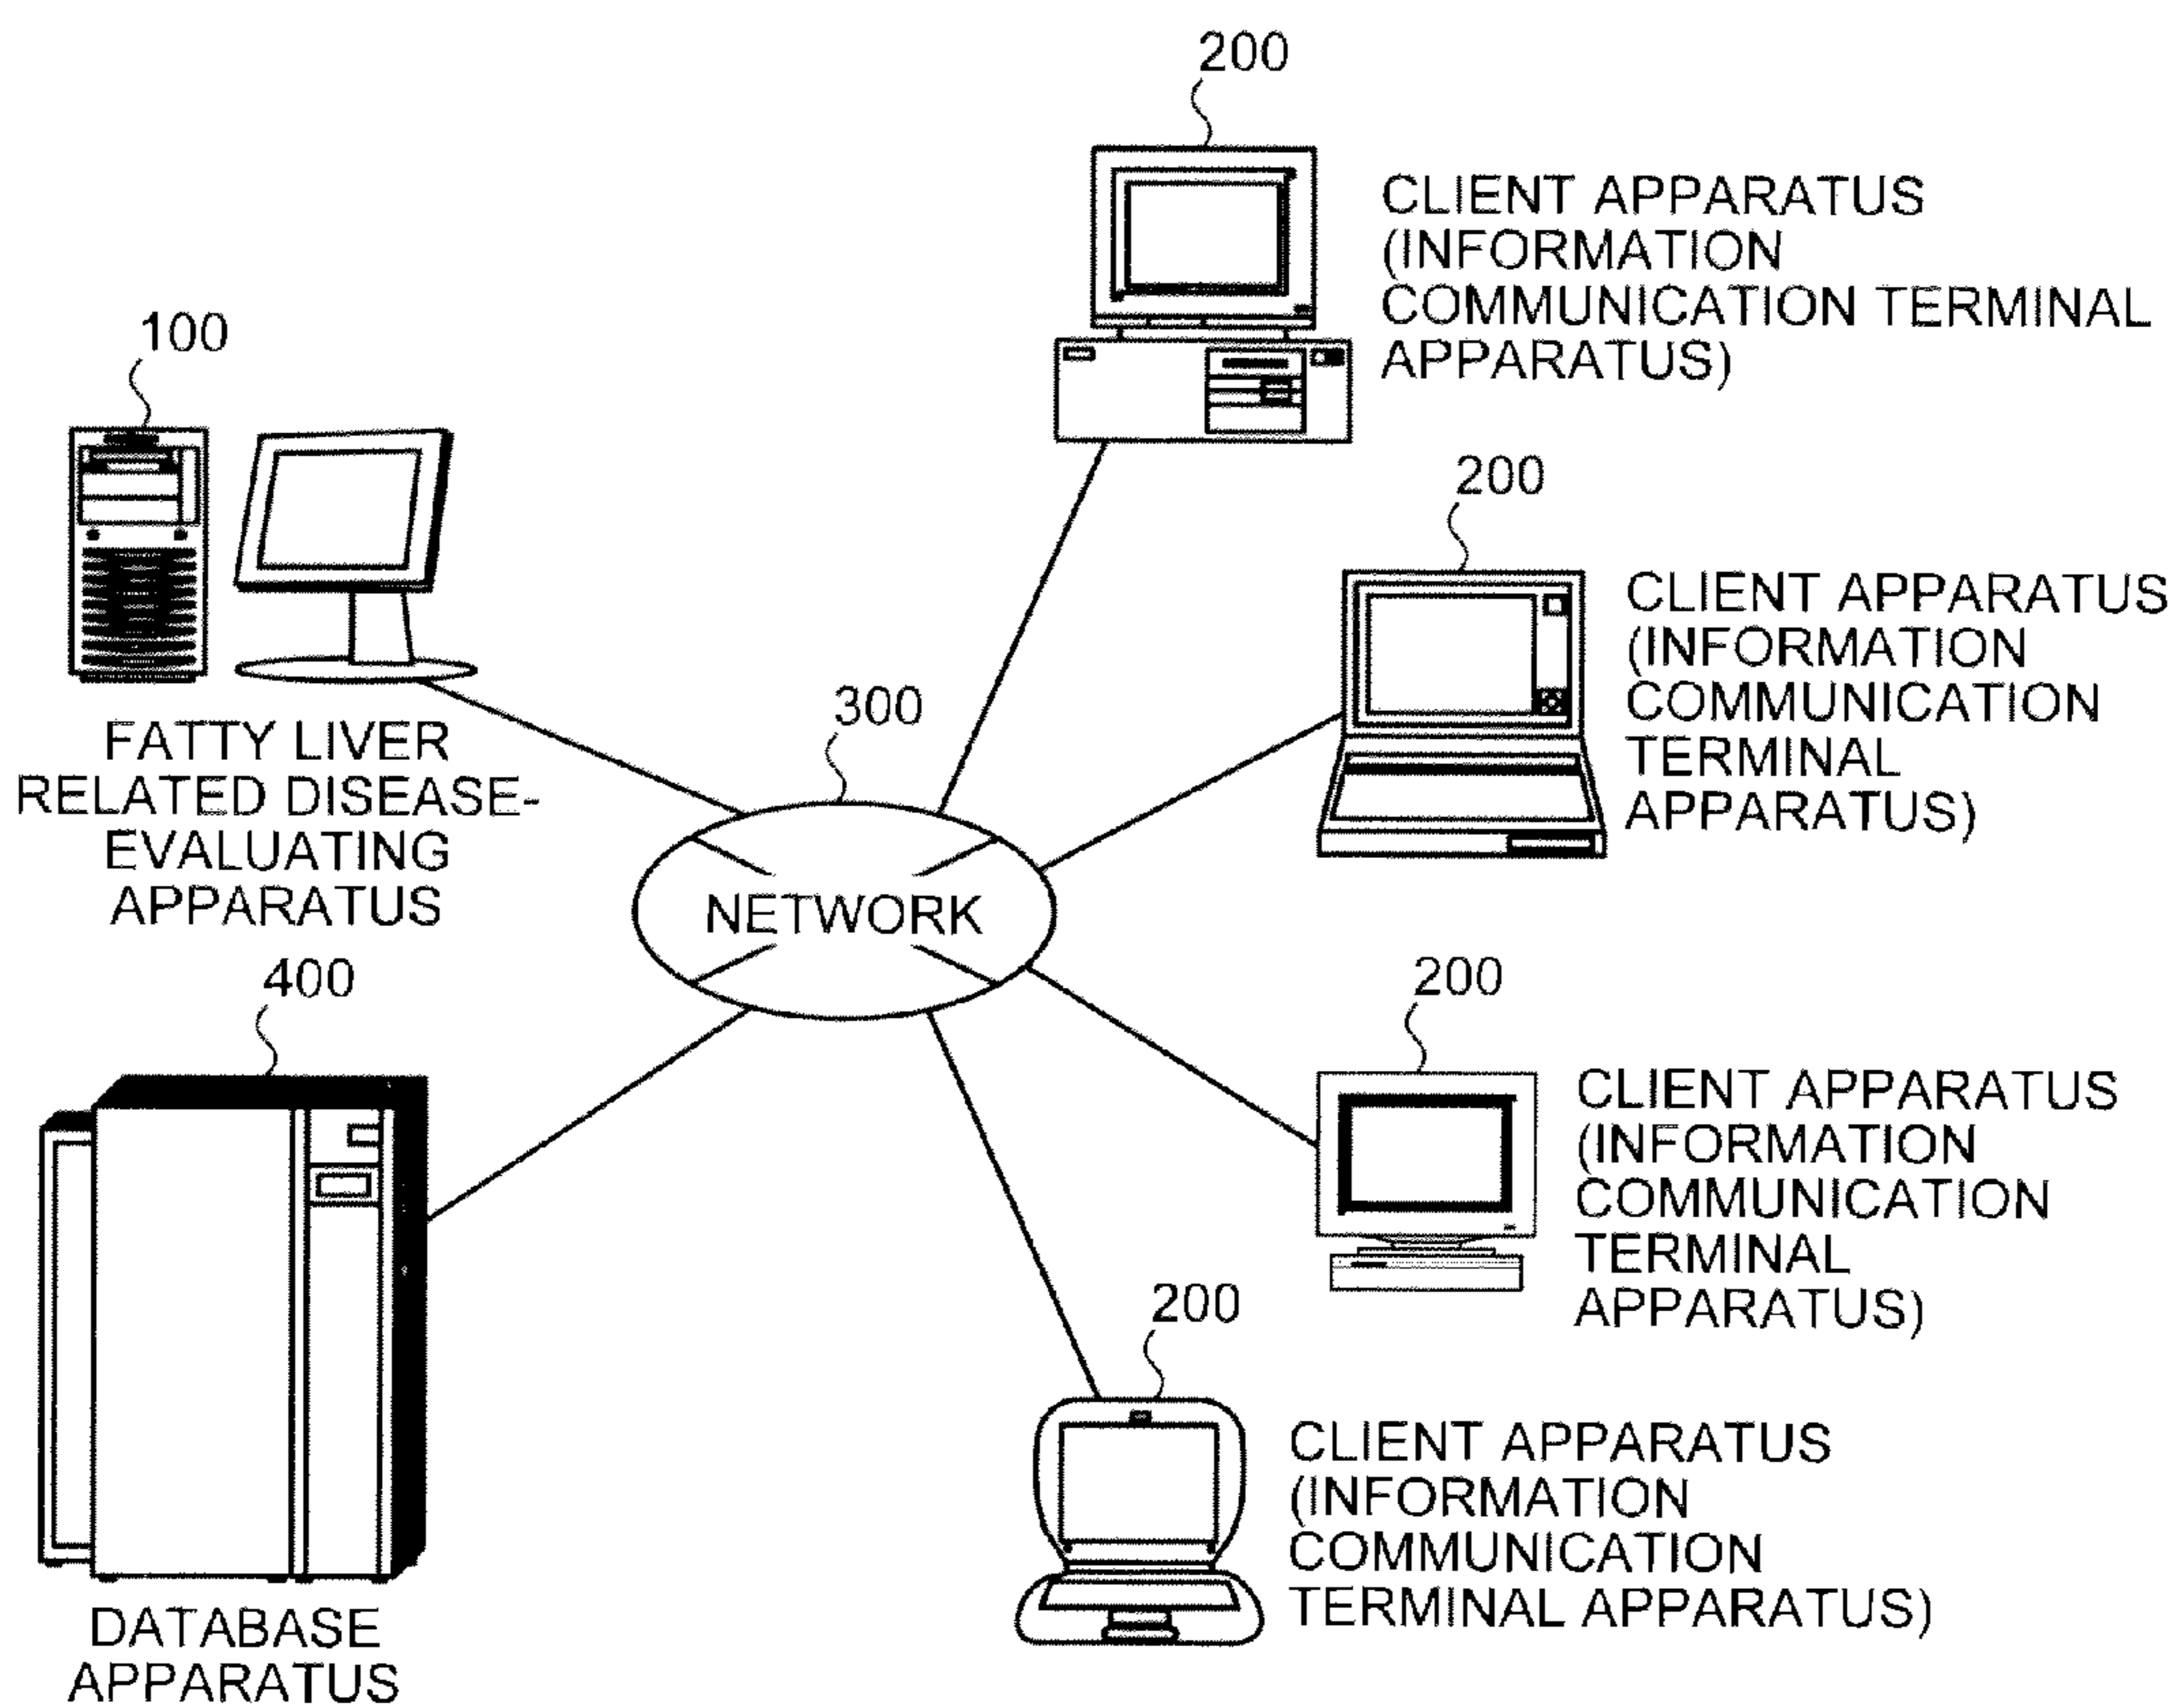 200
CLIENT APPARATUS
(INFORMATION
COMMUNICATION TERMINAL
APPARATUS)
100
FATTY LIVER
RELATED DISEASE-
EVALUATING
APPARATUS
200
CLIENT APPARATUS
(INFORMATION
COMMUNICATION
TERMINAL
APPARATUS)
300
NETWORK
400
DATABASE
APPARATUS
200
CLIENT APPARATUS
(INFORMATION
COMMUNICATION
TERMINAL
APPARATUS)
200
CLIENT APPARATUS
(INFORMATION
COMMUNICATION
TERMINAL APPARATUS)